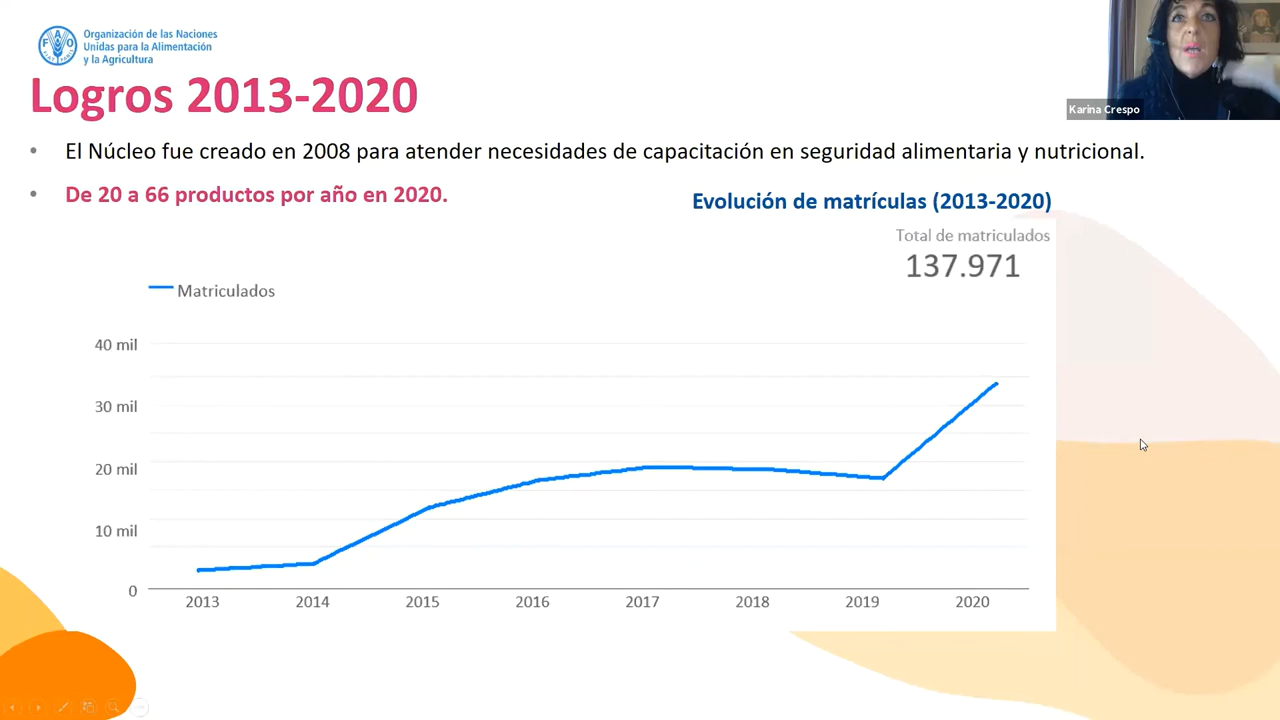 FAO
Organización de las Naciones
Unidas para la Alimentación
y la Agricultura
Logros 2013-2020
Karina Crespo
• El Núcleo fue creado en 2008 para atender necesidades de capacitación en seguridad alimentaria y nutricional.
• De 20 a 66 productos por año en 2020.
Evolución de matrículas (2013-2020)
Total de matriculados
137.971
Matriculados
40 mil
30 mil
20 mil
10 mil
0
2013 2014 2015 2016 2017 2018 2019 2020